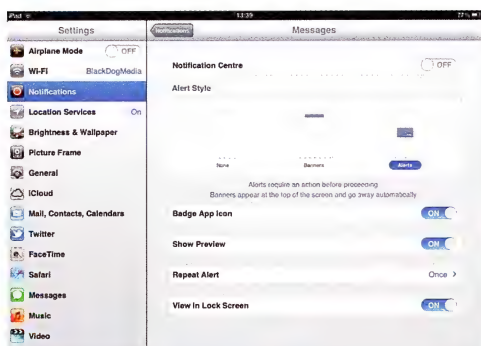 iPad
13:39
77%
Settings
Airplane Mode OFF
Wi-Fi BlackDogMedia
Notifications
Location Services On
Brightness & Wallpaper
Picture Frame
General
iCloud
Mail, Contacts, Calendars
Twitter
FaceTime
Safari
Messages
Music
Video
Notifications
Messages
Notification Centre OFF
Alert Style
None Banners Alerts
Alerts require an action before proceeding
Banners appear at the top of the screen and go away automatically
Badge App Icon ON
Show Preview ON
Repeat Alert Once
View In Lock Screen ON